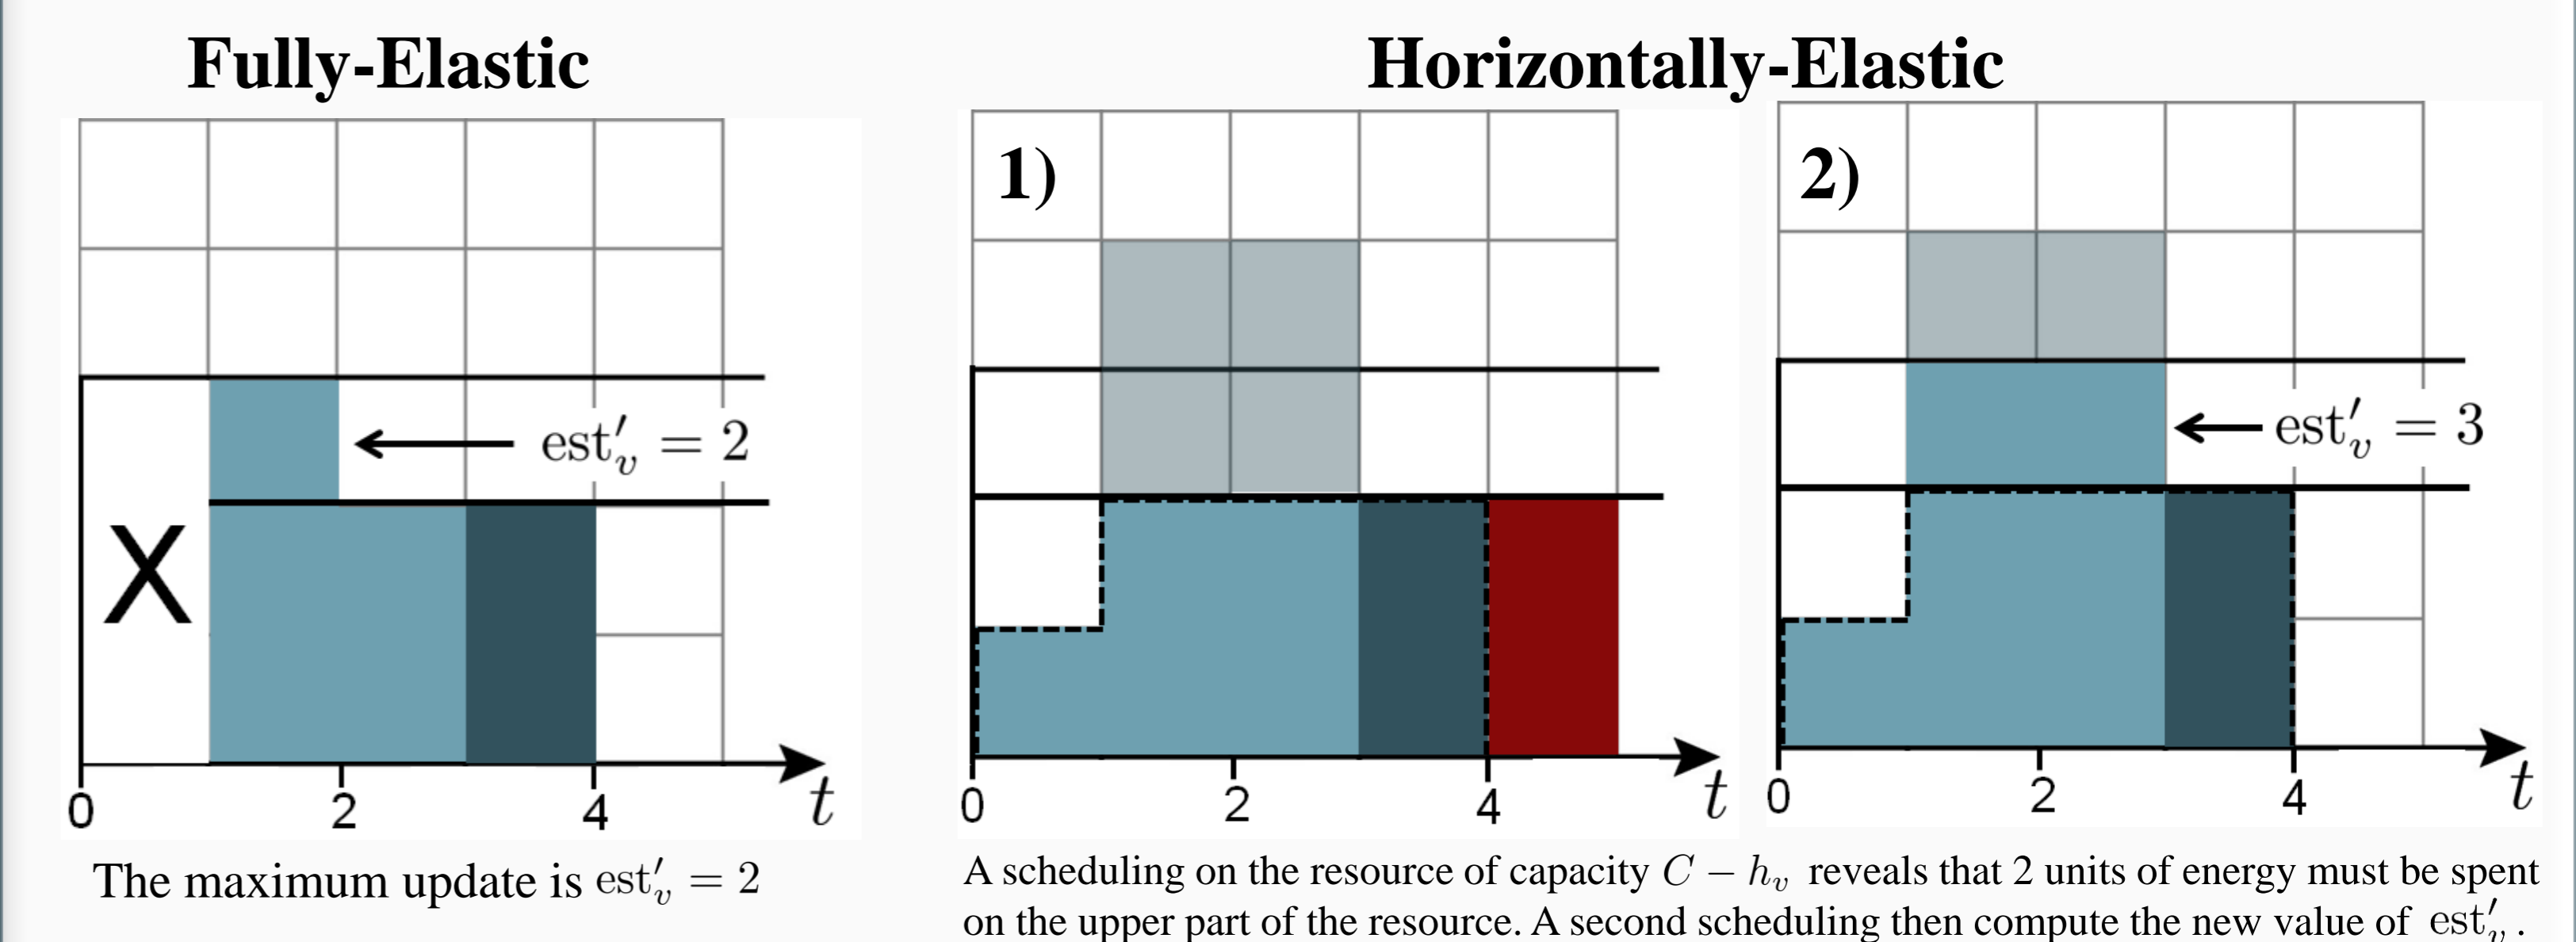 Fully-Elastic
Horizontally-Elastic
X
est′ᵥ = 2
0 2 4 t
The maximum update is est′ᵥ = 2
1)
0 2 4 t
2)
est′ᵥ = 3
0 2 4 t
A scheduling on the resource of capacity C − hᵥ reveals that 2 units of energy must be spent
on the upper part of the resource. A second scheduling then compute the new value of est′ᵥ.